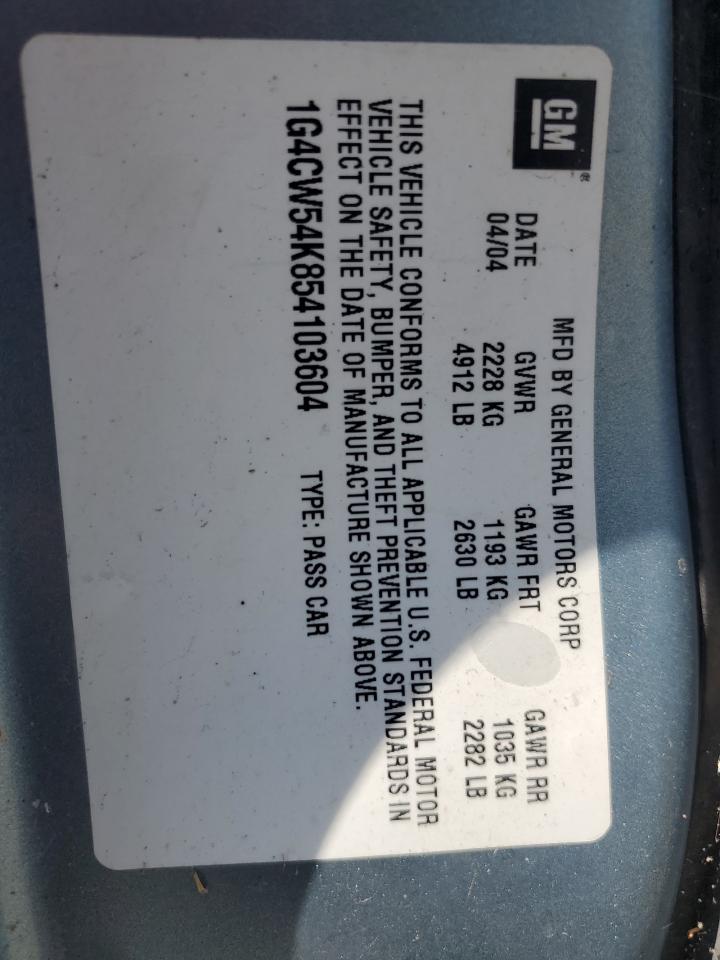 GM®
MFD BY GENERAL MOTORS CORP
DATE GVWR GAWR FRT GAWR RR
04/04 2228 KG 1193 KG 1035 KG
4912 LB 2630 LB 2282 LB
THIS VEHICLE CONFORMS TO ALL APPLICABLE U.S. FEDERAL MOTOR
VEHICLE SAFETY, BUMPER, AND THEFT PREVENTION STANDARDS IN
EFFECT ON THE DATE OF MANUFACTURE SHOWN ABOVE.
1G4CW54K854103604 TYPE: PASS CAR